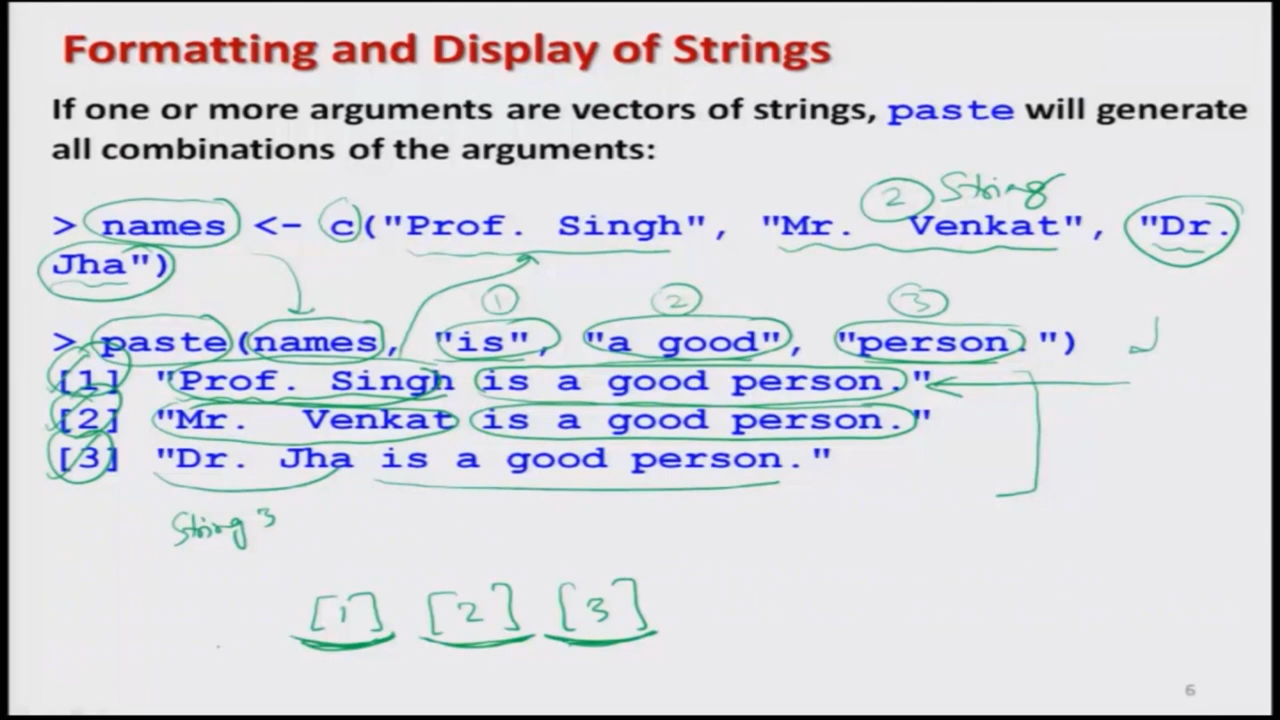 Formatting and Display of Strings
If one or more arguments are vectors of strings, paste will generate
all combinations of the arguments:
2 String
> names <- c("Prof. Singh", "Mr.  Venkat", "Dr.
Jha")
1 2 3
> paste(names, "is", "a good", "person.")
[1] "Prof. Singh is a good person."
[2] "Mr.  Venkat is a good person."
[3] "Dr. Jha is a good person."
String 3
[1] [2] [3]
6